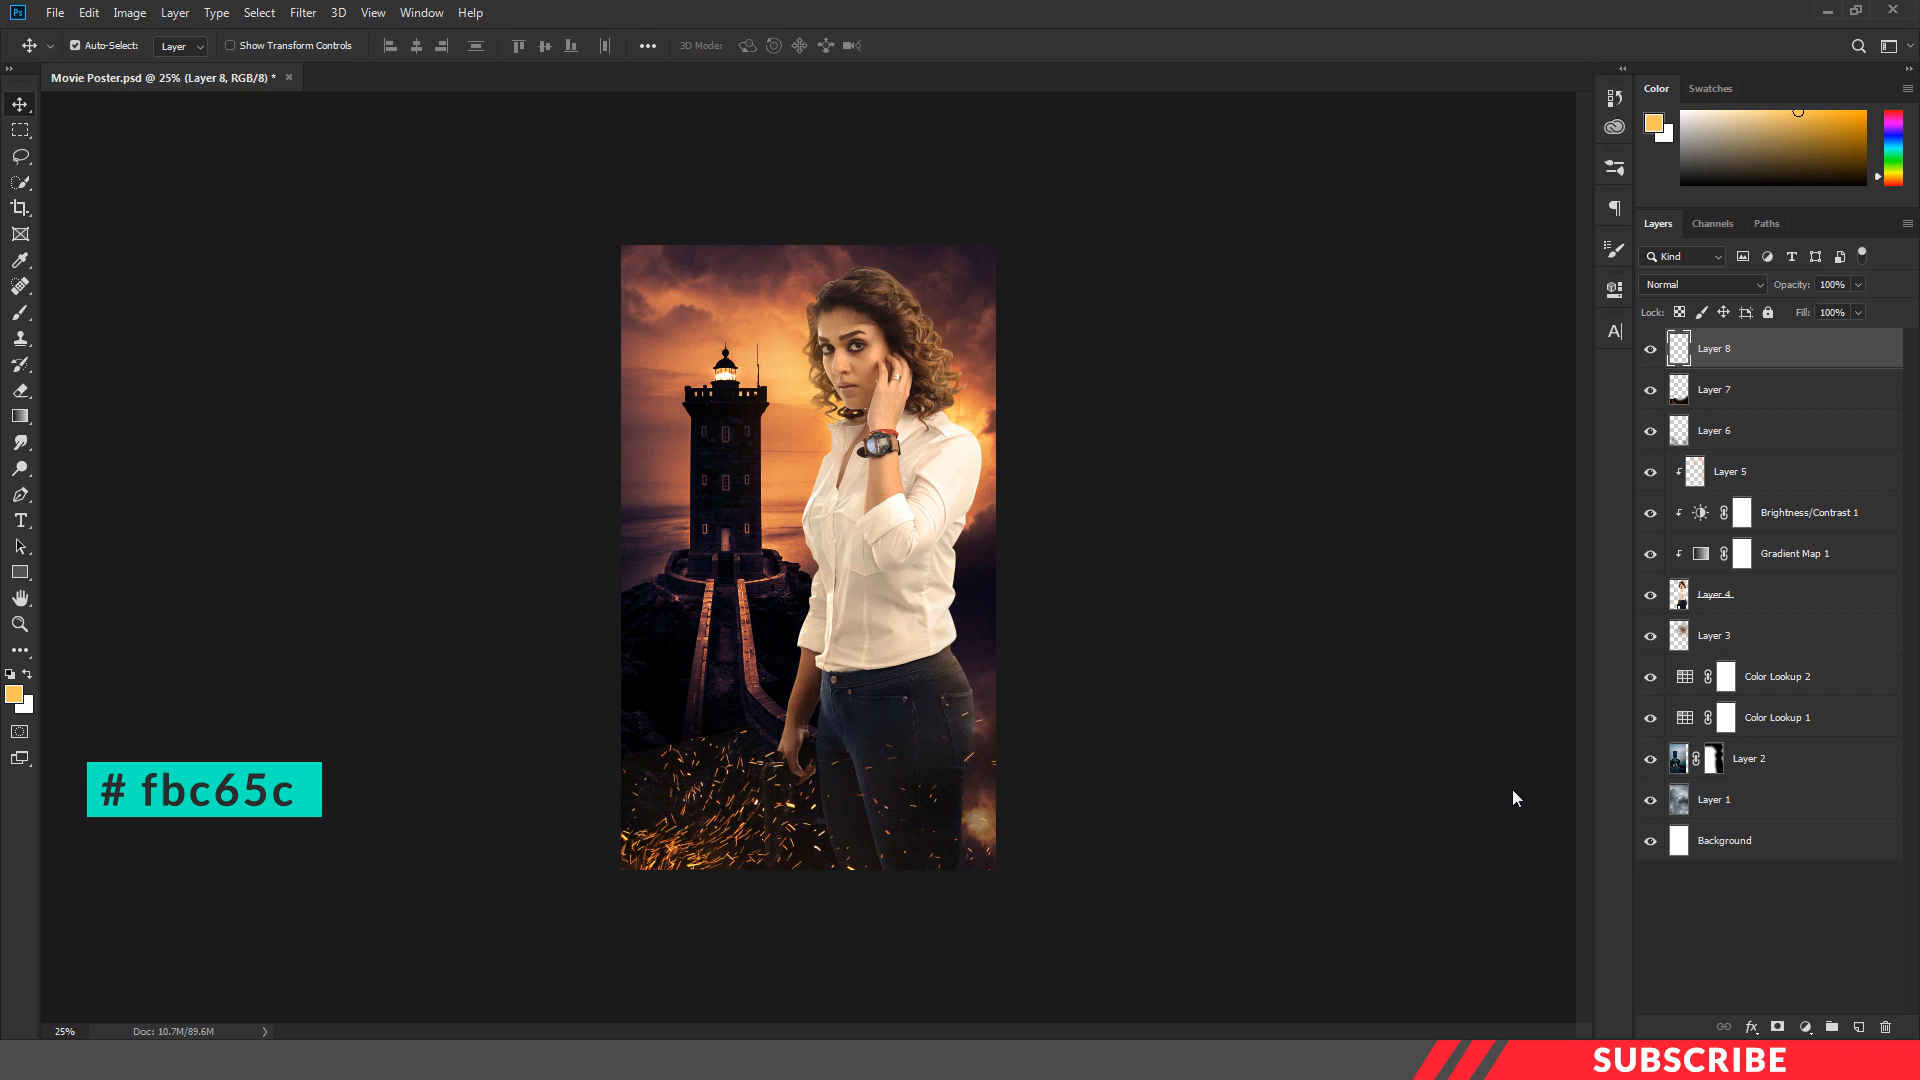 Ps File Edit Image Layer Type Select Filter 3D View Window Help
Auto-Select: Layer Show Transform Controls 3D Mode:
Movie Poster.psd @ 25% (Layer 8, RGB/8) *
Color Swatches
Layers Channels Paths
Kind
Normal Opacity: 100%
Lock: Fill: 100%
Layer 8
Layer 7
Layer 6
Layer 5
Brightness/Contrast 1
Gradient Map 1
Layer 4
Layer 3
Color Lookup 2
Color Lookup 1
Layer 2
Layer 1
Background
# fbc65c
25% Doc: 10.7M/89.6M
SUBSCRIBE